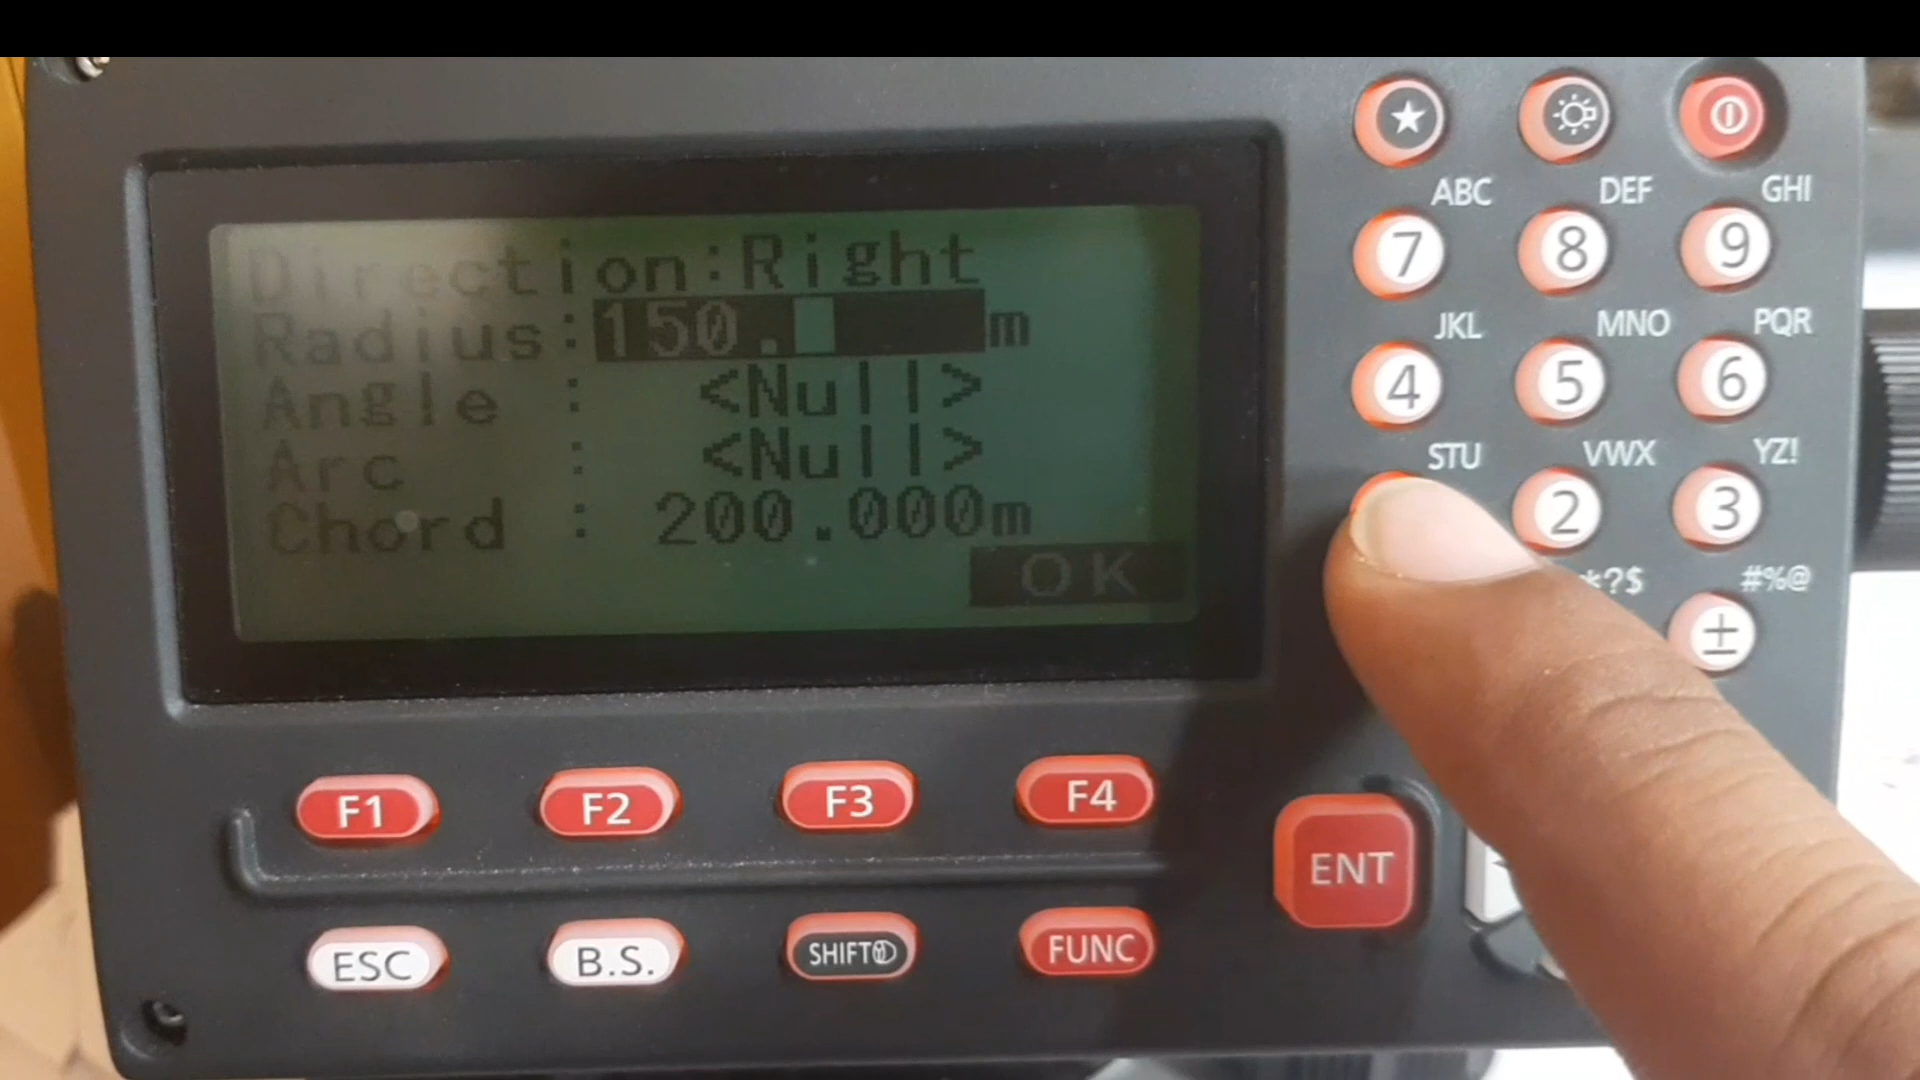 Direction:Right
Radius:150. m
Angle : <Null>
Arc : <Null>
Chord : 200.000m
OK
ABC DEF GHI
7 8 9
JKL MNO PQR
4 5 6
STU VWX YZ!
2 3
*?$ #%@
±
F1 F2 F3 F4
ENT
ESC B.S. SHIFT FUNC